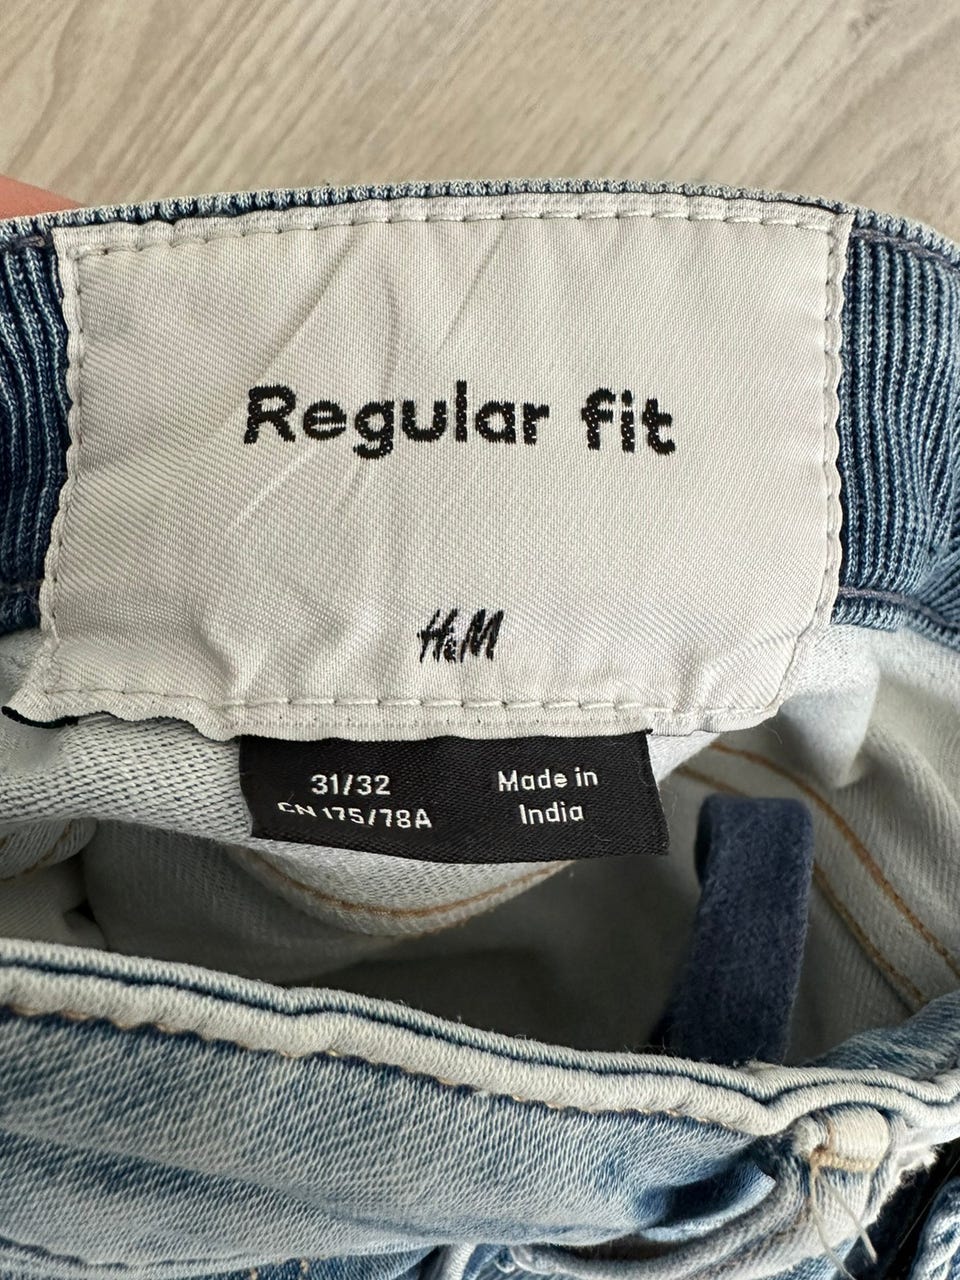 Regular fit
H&M
31/32
CN 175/78A
Made in
India